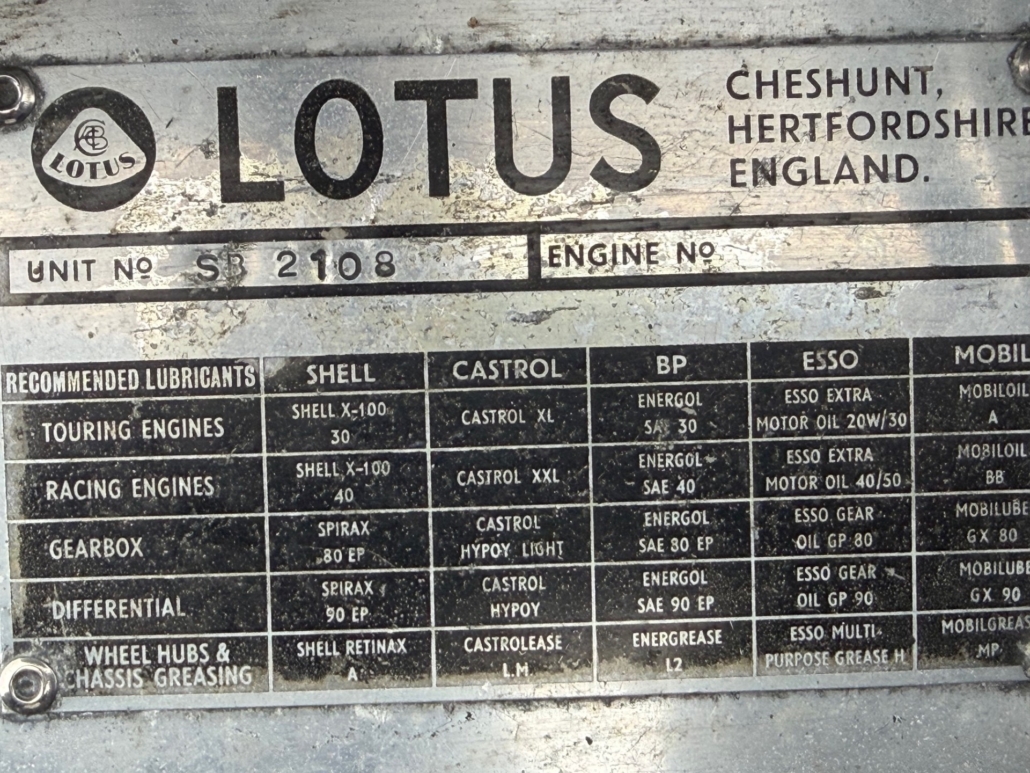 LOTUS
LOTUS
CHESHUNT,
HERTFORDSHIRE
ENGLAND.
UNIT Nº SB 2108 ENGINE Nº
RECOMMENDED LUBRICANTS SHELL CASTROL BP ESSO MOBIL
TOURING ENGINES SHELL X-100 30 CASTROL XL ENERGOL SAE 30 ESSO EXTRA MOTOR OIL 20W/30 MOBILOIL A
RACING ENGINES SHELL X-100 40 CASTROL XXL ENERGOL SAE 40 ESSO EXTRA MOTOR OIL 40/50 MOBILOIL BB
GEARBOX SPIRAX 80 EP CASTROL HYPOY LIGHT ENERGOL SAE 80 EP ESSO GEAR OIL GP 80 MOBILUBE GX 80
DIFFERENTIAL SPIRAX 90 EP CASTROL HYPOY ENERGOL SAE 90 EP ESSO GEAR OIL GP 90 MOBILUBE GX 90
WHEEL HUBS & CHASSIS GREASING SHELL RETINAX A CASTROLEASE L.M. ENERGREASE L2 ESSO MULTI-PURPOSE GREASE H MOBILGREAS MP